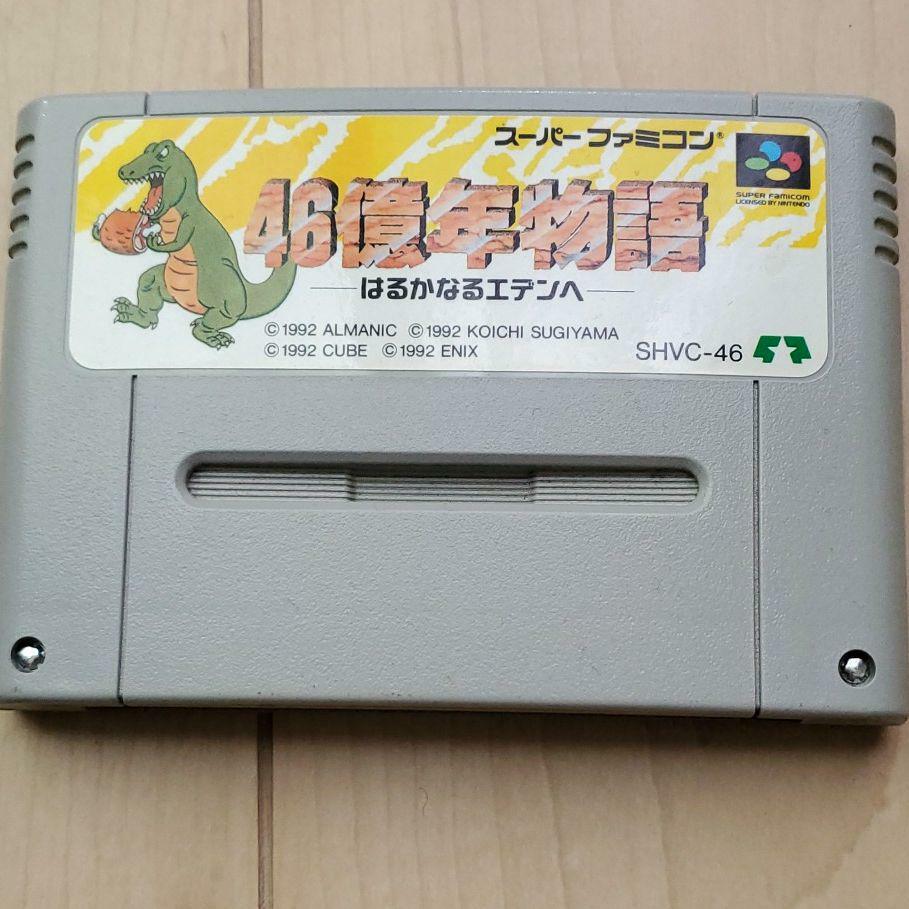 スーパーファミコン®
SUPER FAMICOM
LICENSED BY NINTENDO
46億年物語
はるかなるエデンへ
©1992 ALMANIC ©1992 KOICHI SUGIYAMA
©1992 CUBE ©1992 ENIX
SHVC-46